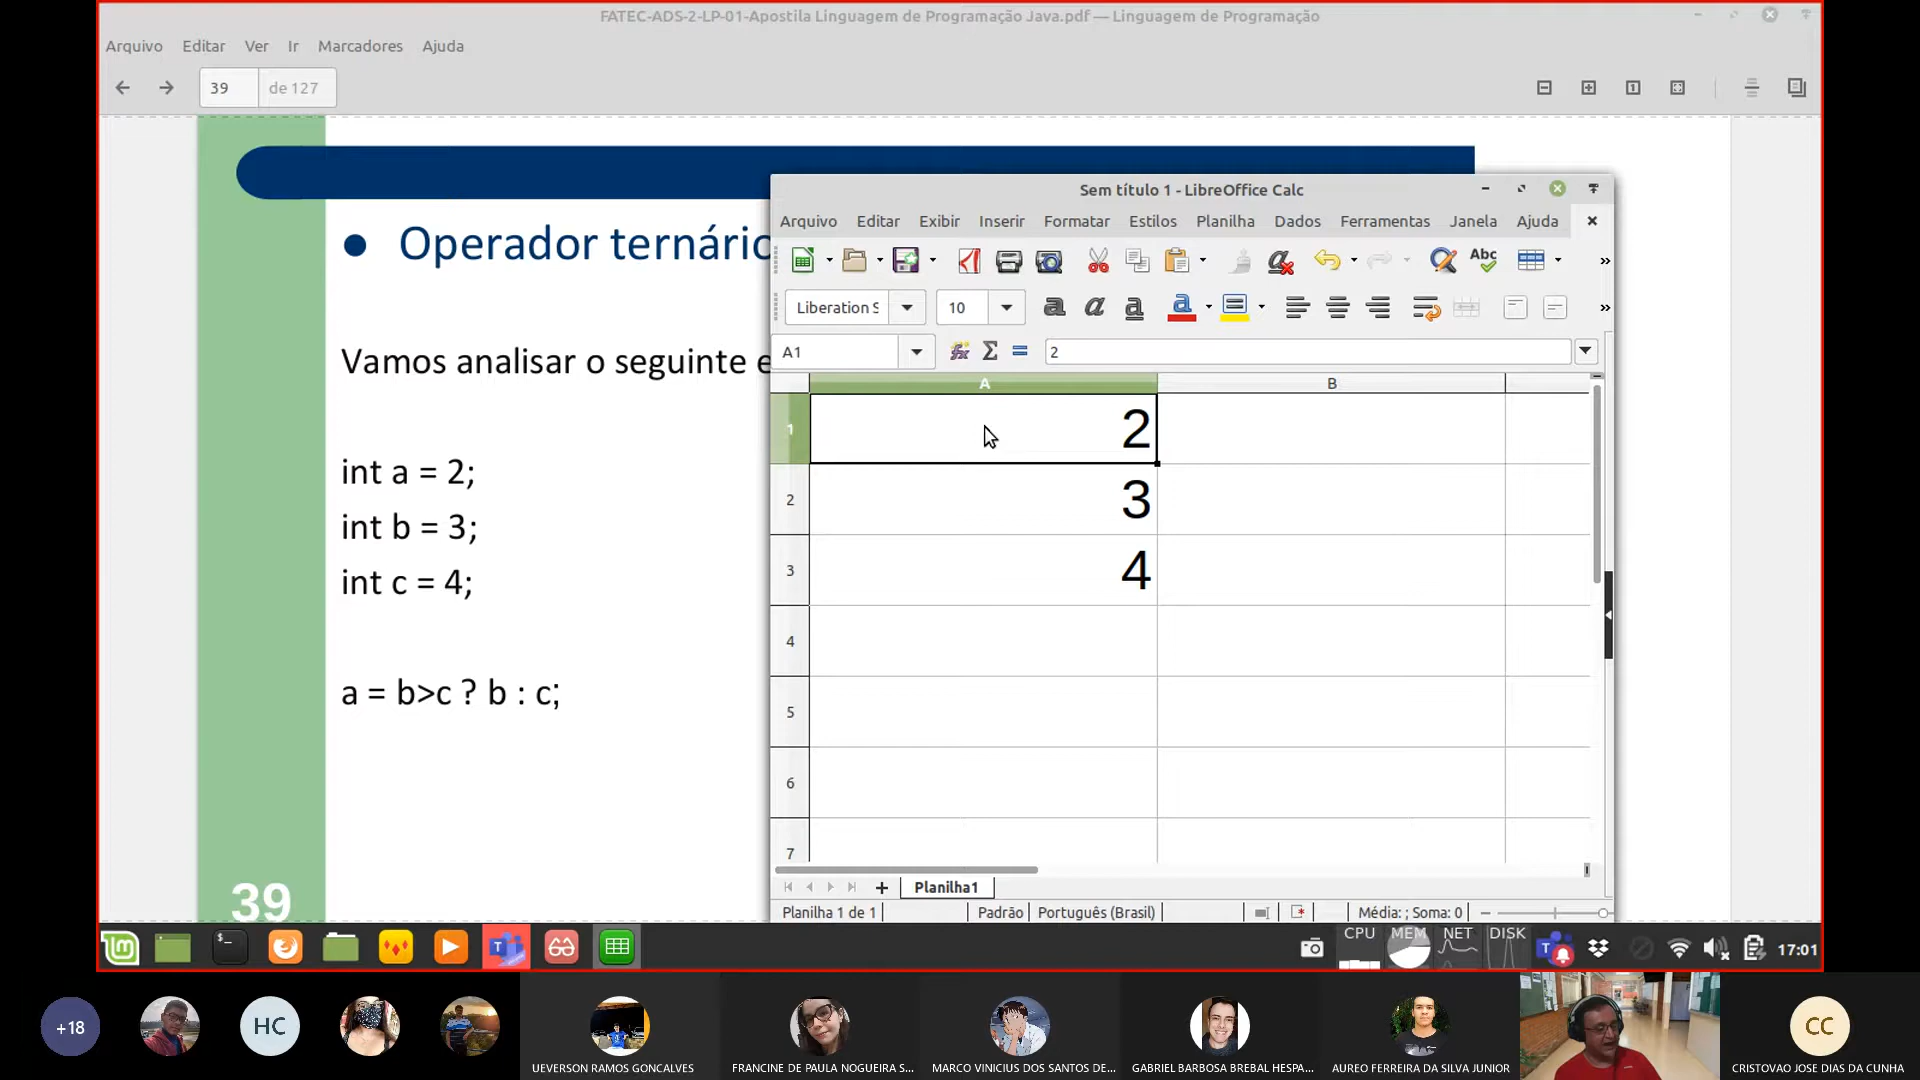 FATEC-ADS-2-LP-01-Apostila Linguagem de Programação Java.pdf — Linguagem de Programação
Arquivo Editar Ver Ir Marcadores Ajuda
39 de 127
Operador ternário
Vamos analisar o seguinte e
int a = 2;
int b = 3;
int c = 4;
a = b>c ? b : c;
39
Sem título 1 - LibreOffice Calc
Arquivo Editar Exibir Inserir Formatar Estilos Planilha Dados Ferramentas Janela Ajuda
Abc
Liberation S 10
A1 2
A B
1 2
2 3
3 4
4
5
6
7
Planilha1
Planilha 1 de 1 Padrão Português (Brasil) Média: ; Soma: 0
CPU MEM NET DISK 17:01
+18 HC CC
UEVERSON RAMOS GONCALVES FRANCINE DE PAULA NOGUEIRA S... MARCO VINICIUS DOS SANTOS DE... GABRIEL BARBOSA BREBAL HESPA... AUREO FERREIRA DA SILVA JUNIOR CRISTOVAO JOSE DIAS DA CUNHA